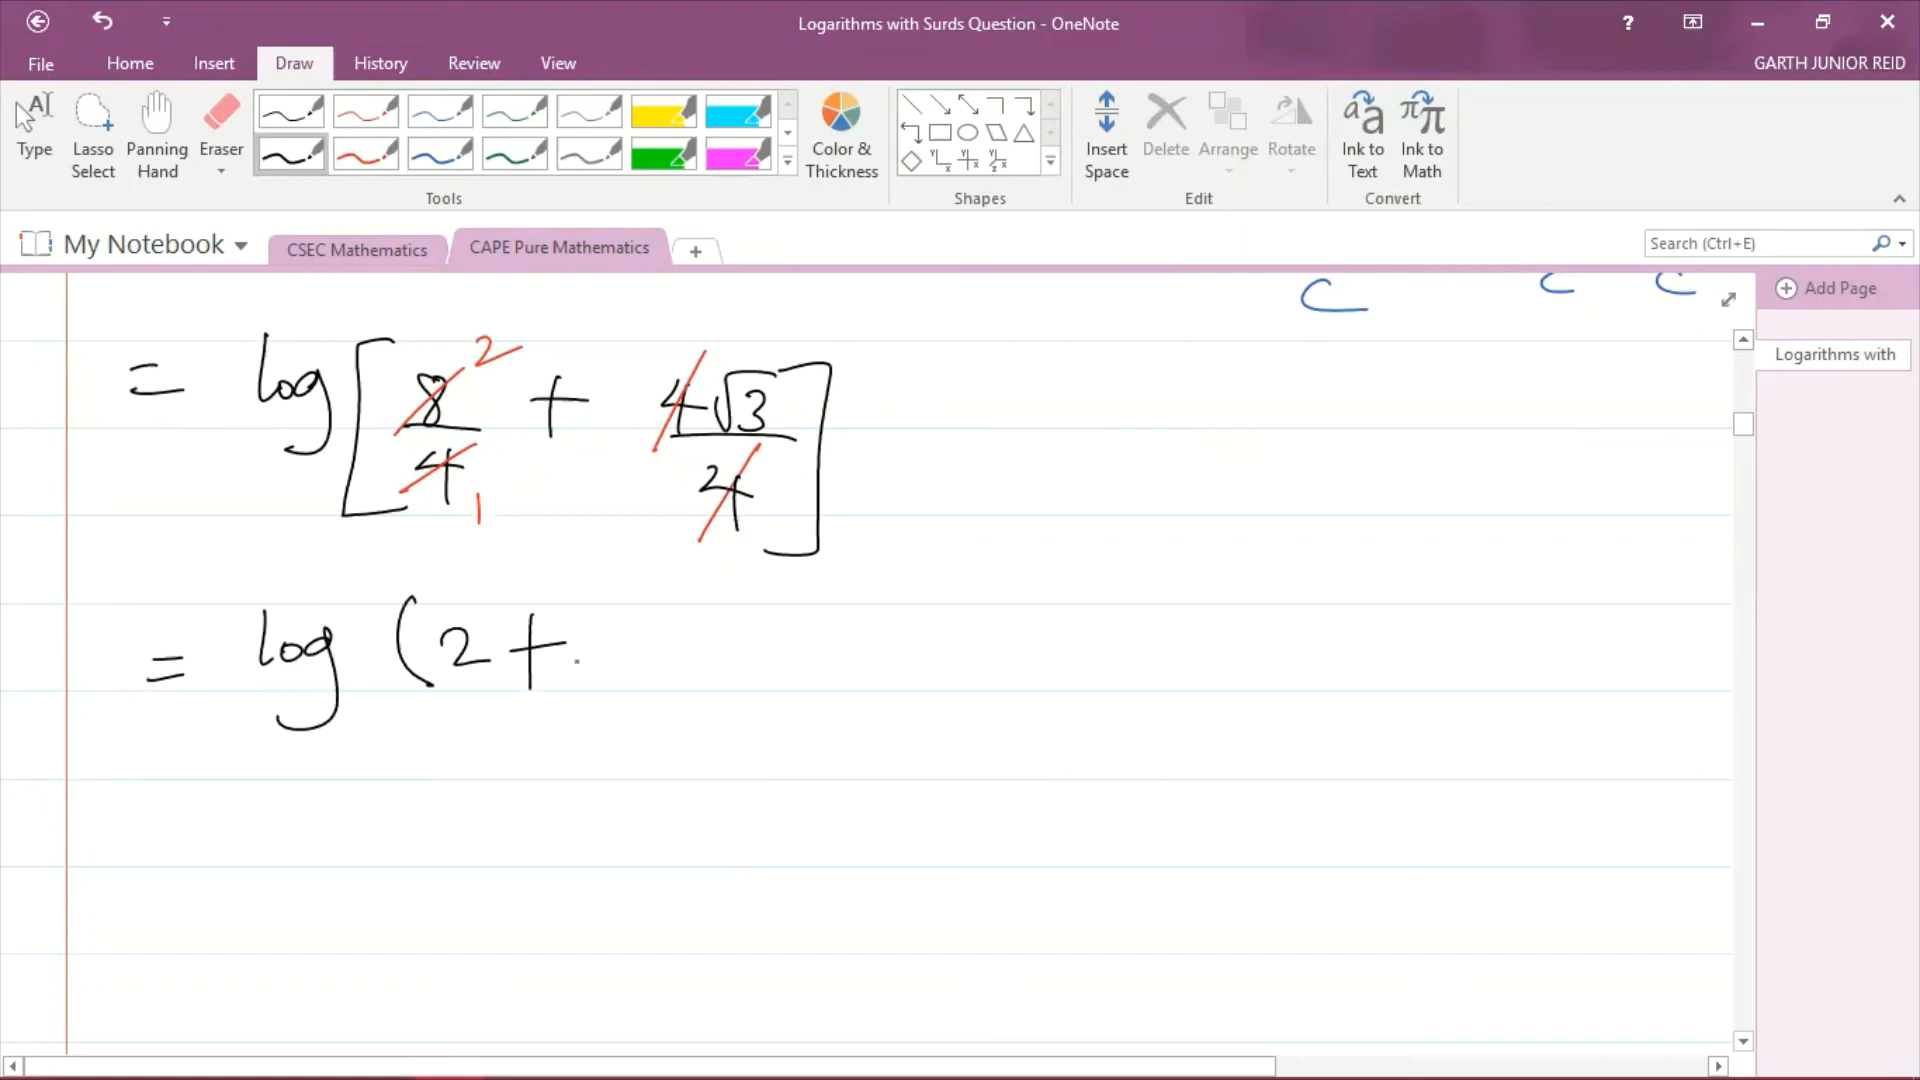 Logarithms with Surds Question - OneNote
File Home Insert Draw History Review View GARTH JUNIOR REID
Type Lasso Select Panning Hand Eraser Color & Thickness Insert Space Delete Arrange Rotate Ink to Text Ink to Math
Tools Shapes Edit Convert
My Notebook CSEC Mathematics CAPE Pure Mathematics + Search (Ctrl+E)
Add Page
Logarithms with
c c c
= log [ 8/4 + 4√3/4 ]
2
1
= log (2 +